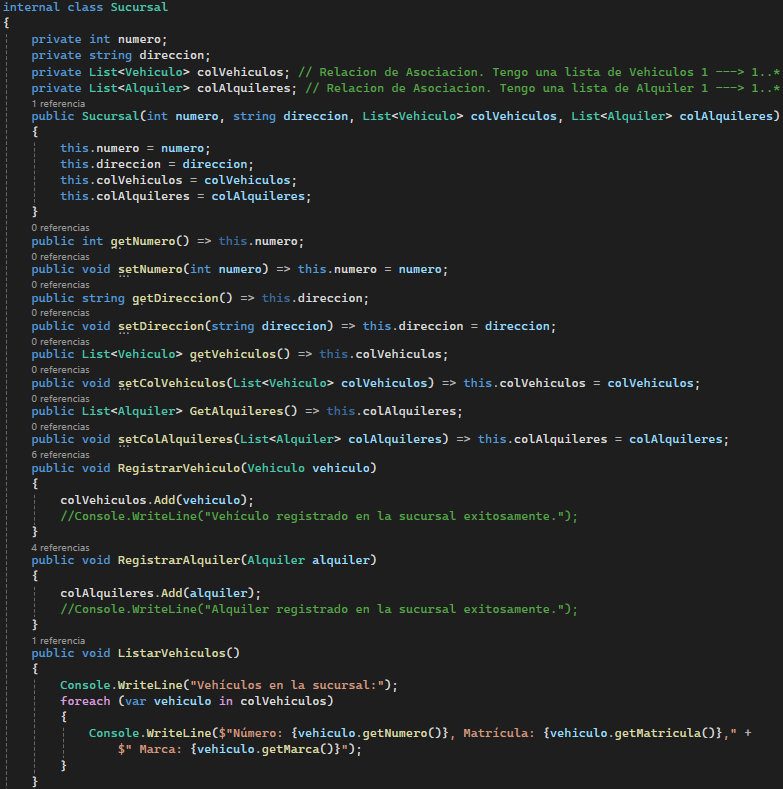 internal class Sucursal
{
private int numero;
private string direccion;
private List<Vehiculo> colVehiculos; // Relacion de Asociacion. Tengo una lista de Vehiculos 1 ---> 1..*
private List<Alquiler> colAlquileres; // Relacion de Asociacion. Tengo una lista de Alquiler 1 ---> 1..*
1 referencia
public Sucursal(int numero, string direccion, List<Vehiculo> colVehiculos, List<Alquiler> colAlquileres)
{
this.numero = numero;
this.direccion = direccion;
this.colVehiculos = colVehiculos;
this.colAlquileres = colAlquileres;
}
0 referencias
public int getNumero() => this.numero;
0 referencias
public void setNumero(int numero) => this.numero = numero;
0 referencias
public string getDireccion() => this.direccion;
0 referencias
public void setDireccion(string direccion) => this.direccion = direccion;
0 referencias
public List<Vehiculo> getVehiculos() => this.colVehiculos;
0 referencias
public void setColVehiculos(List<Vehiculo> colVehiculos) => this.colVehiculos = colVehiculos;
0 referencias
public List<Alquiler> GetAlquileres() => this.colAlquileres;
0 referencias
public void setColAlquileres(List<Alquiler> colAlquileres) => this.colAlquileres = colAlquileres;
6 referencias
public void RegistrarVehiculo(Vehiculo vehiculo)
{
colVehiculos.Add(vehiculo);
//Console.WriteLine("Vehículo registrado en la sucursal exitosamente.");
}
4 referencias
public void RegistrarAlquiler(Alquiler alquiler)
{
colAlquileres.Add(alquiler);
//Console.WriteLine("Alquiler registrado en la sucursal exitosamente.");
}
1 referencia
public void ListarVehiculos()
{
Console.WriteLine("Vehículos en la sucursal:");
foreach (var vehiculo in colVehiculos)
{
Console.WriteLine($"Número: {vehiculo.getNumero()}, Matrícula: {vehiculo.getMatricula()}," +
$" Marca: {vehiculo.getMarca()}");
}
}